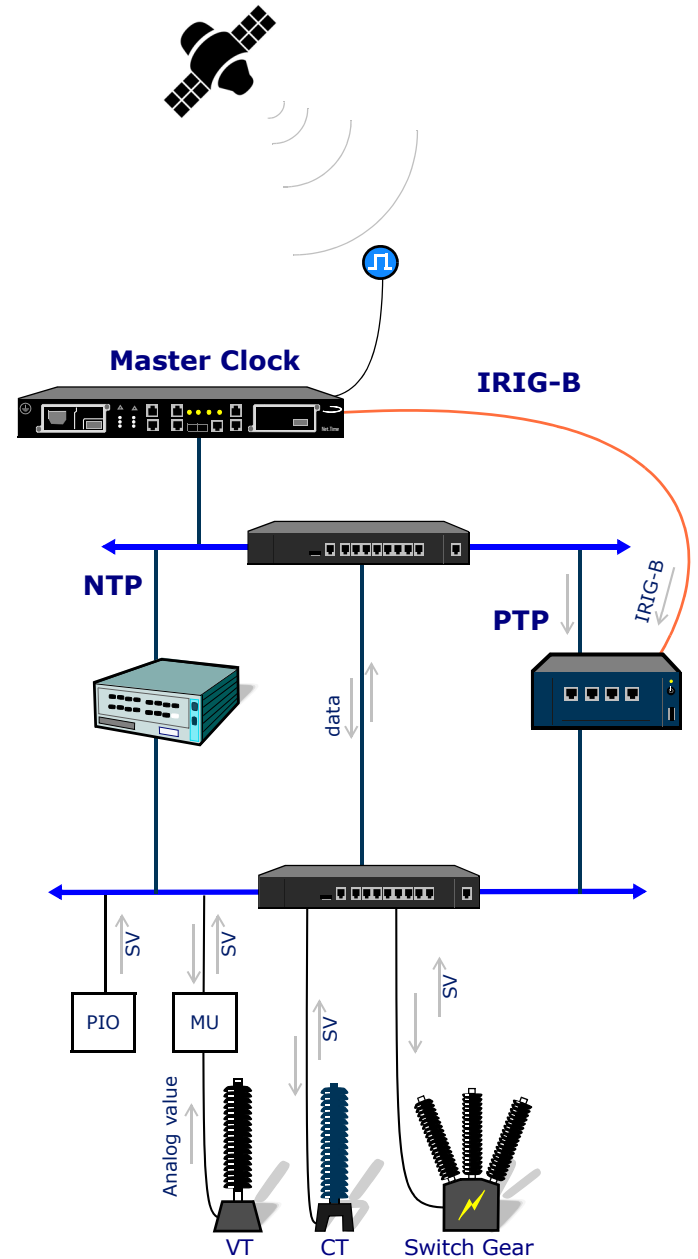 Master Clock
IRIG-B
Net Time
NTP
IRIG-B
PTP
data
SV
SV
SV
SV
PIO
MU
Analog value
VT
CT
Switch Gear